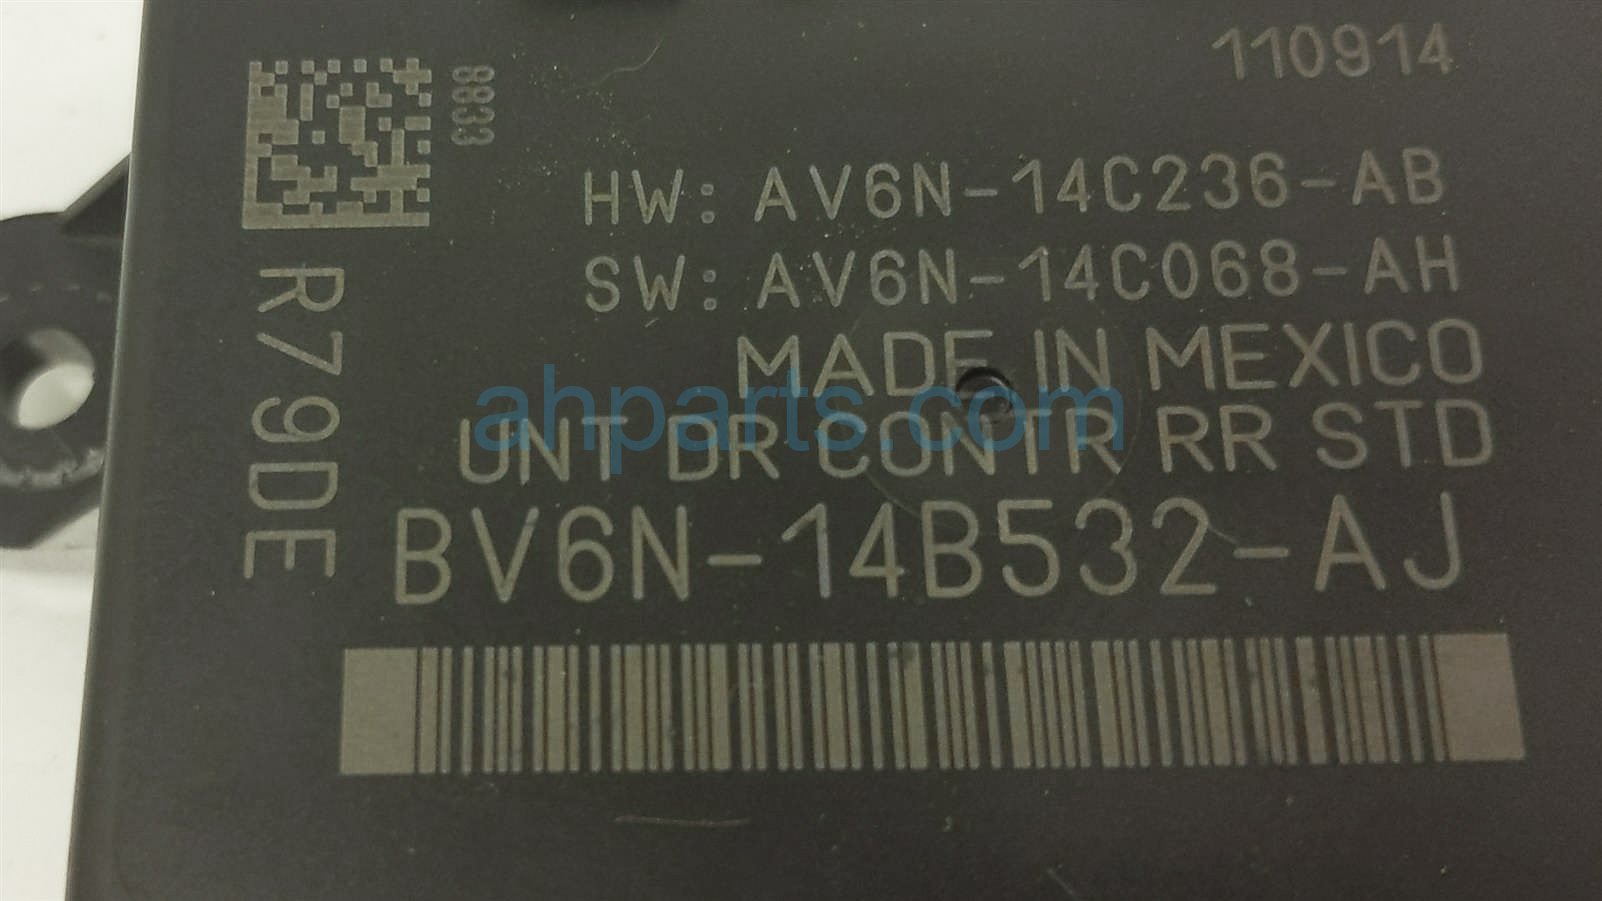 110914
8833
HW: AV6N-14C236-AB
SW: AV6N-14C068-AH
MADE IN MEXICO
UNT DR CONTR RR STD
BV6N-14B532-AJ
R79DE
ahparts.com